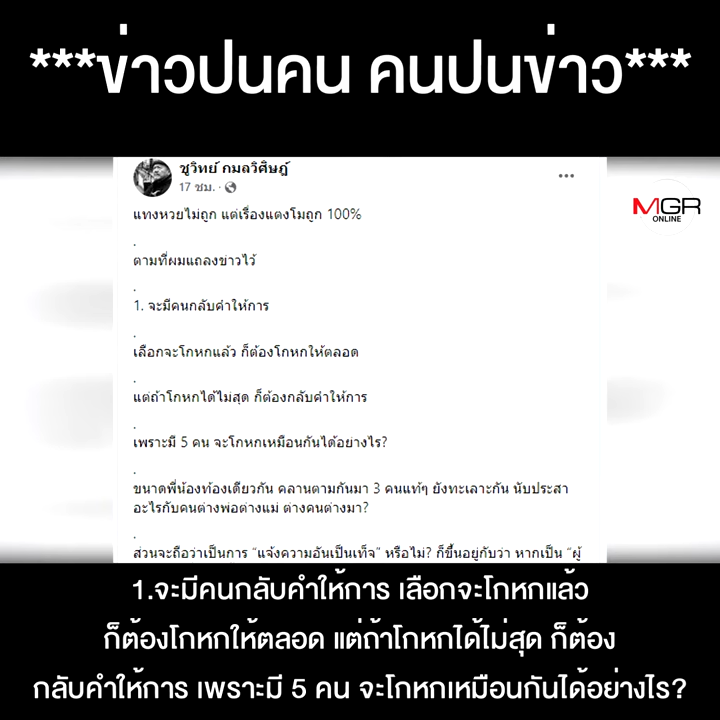 ***ข่าวปนคน คนปนข่าว***
ชูวิทย์ กมลวิศิษฎ์
17 ชม. ·
MGR
ONLINE
แทงหวยไม่ถูก แต่เรื่องแตงโมถูก 100%
.
ตามที่ผมแถลงข่าวไว้
.
1. จะมีคนกลับคำให้การ
.
เลือกจะโกหกแล้ว ก็ต้องโกหกให้ตลอด
.
แต่ถ้าโกหกได้ไม่สุด ก็ต้องกลับคำให้การ
.
เพราะมี 5 คน จะโกหกเหมือนกันได้อย่างไร?
.
ขนาดพี่น้องท้องเดียวกัน คลานตามกันมา 3 คนแท้ๆ ยังทะเลาะกัน นับประสา
อะไรกับคนต่างพ่อต่างแม่ ต่างคนต่างมา?
.
ส่วนจะถือว่าเป็นการ “แจ้งความอันเป็นเท็จ” หรือไม่? ก็ขึ้นอยู่กับว่า หากเป็น “ผู้
1.จะมีคนกลับคำให้การ เลือกจะโกหกแล้ว
ก็ต้องโกหกให้ตลอด แต่ถ้าโกหกได้ไม่สุด ก็ต้อง
กลับคำให้การ เพราะมี 5 คน จะโกหกเหมือนกันได้อย่างไร?